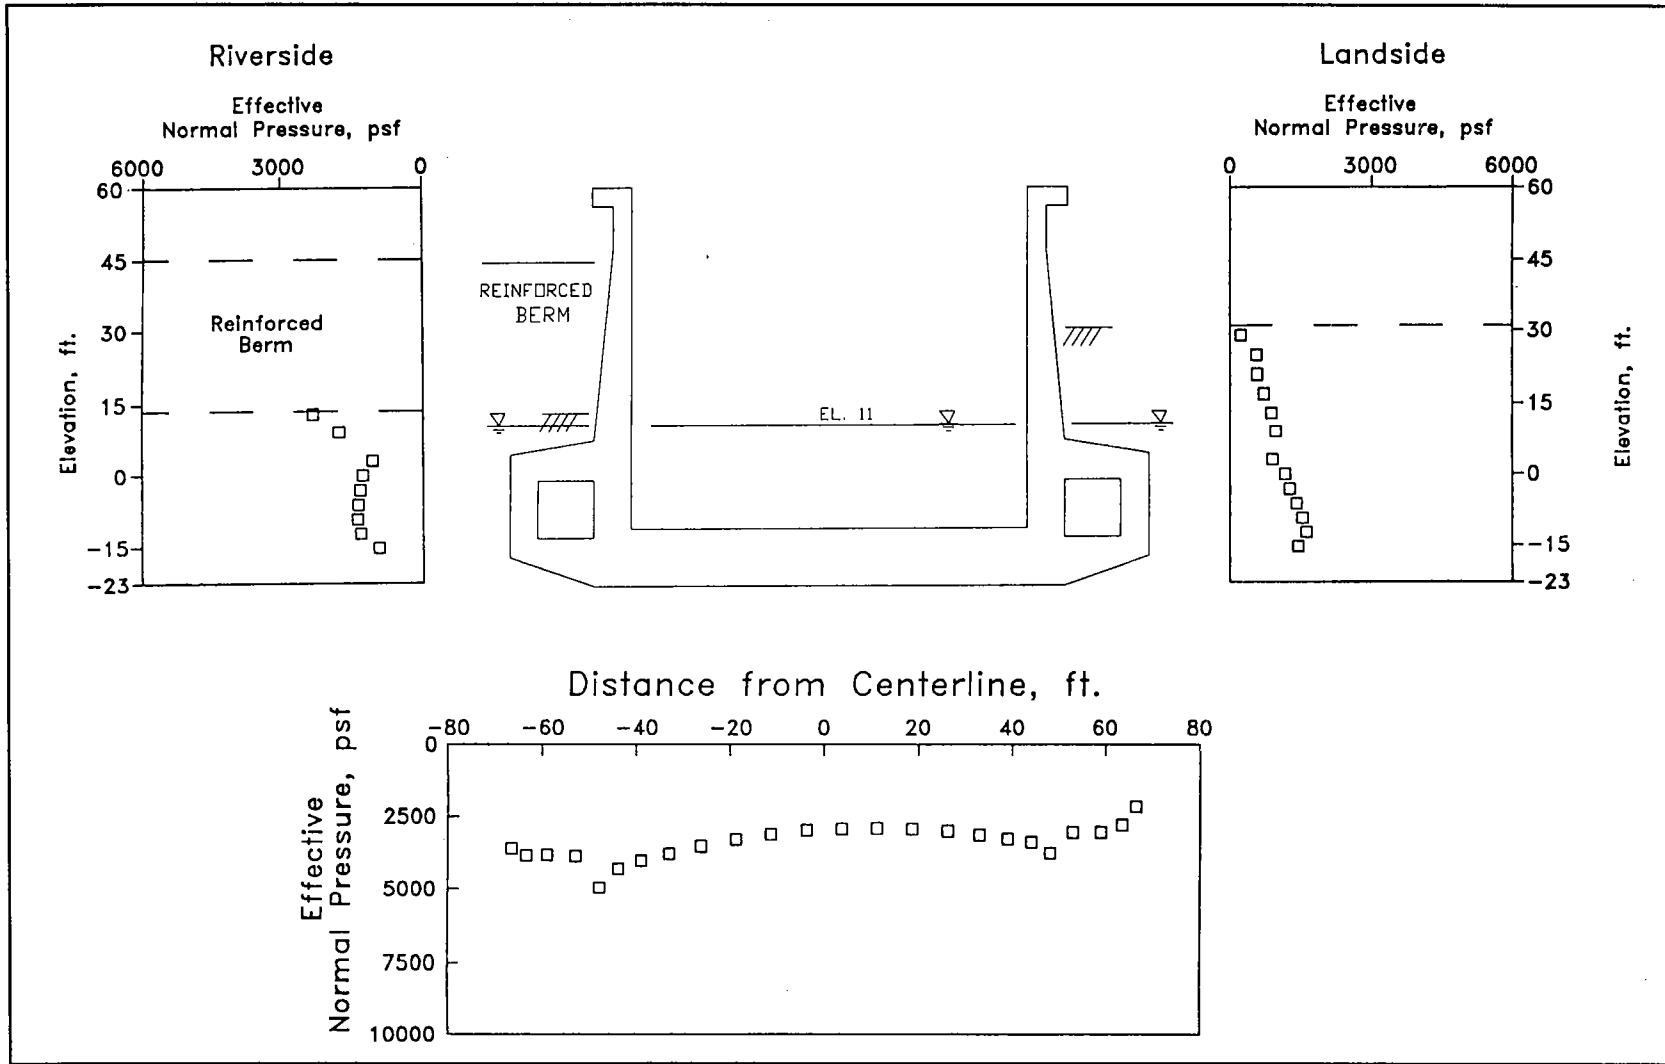 Riverside
Effective
Normal Pressure, psf
6000 3000 0
60
45
30
15
0
-15
-23
Elevation, ft.
Reinforced
Berm
REINFORCED
BERM
EL. 11
Landside
Effective
Normal Pressure, psf
0 3000 6000
60
45
30
15
0
-15
-23
Elevation, ft.
Distance from Centerline, ft.
-80 -60 -40 -20 0 20 40 60 80
0
2500
5000
7500
10000
Effective
Normal Pressure, psf